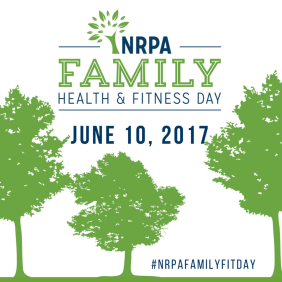 NRPA
FAMILY
HEALTH & FITNESS DAY
JUNE 10, 2017
#NRPAFAMILYFITDAY